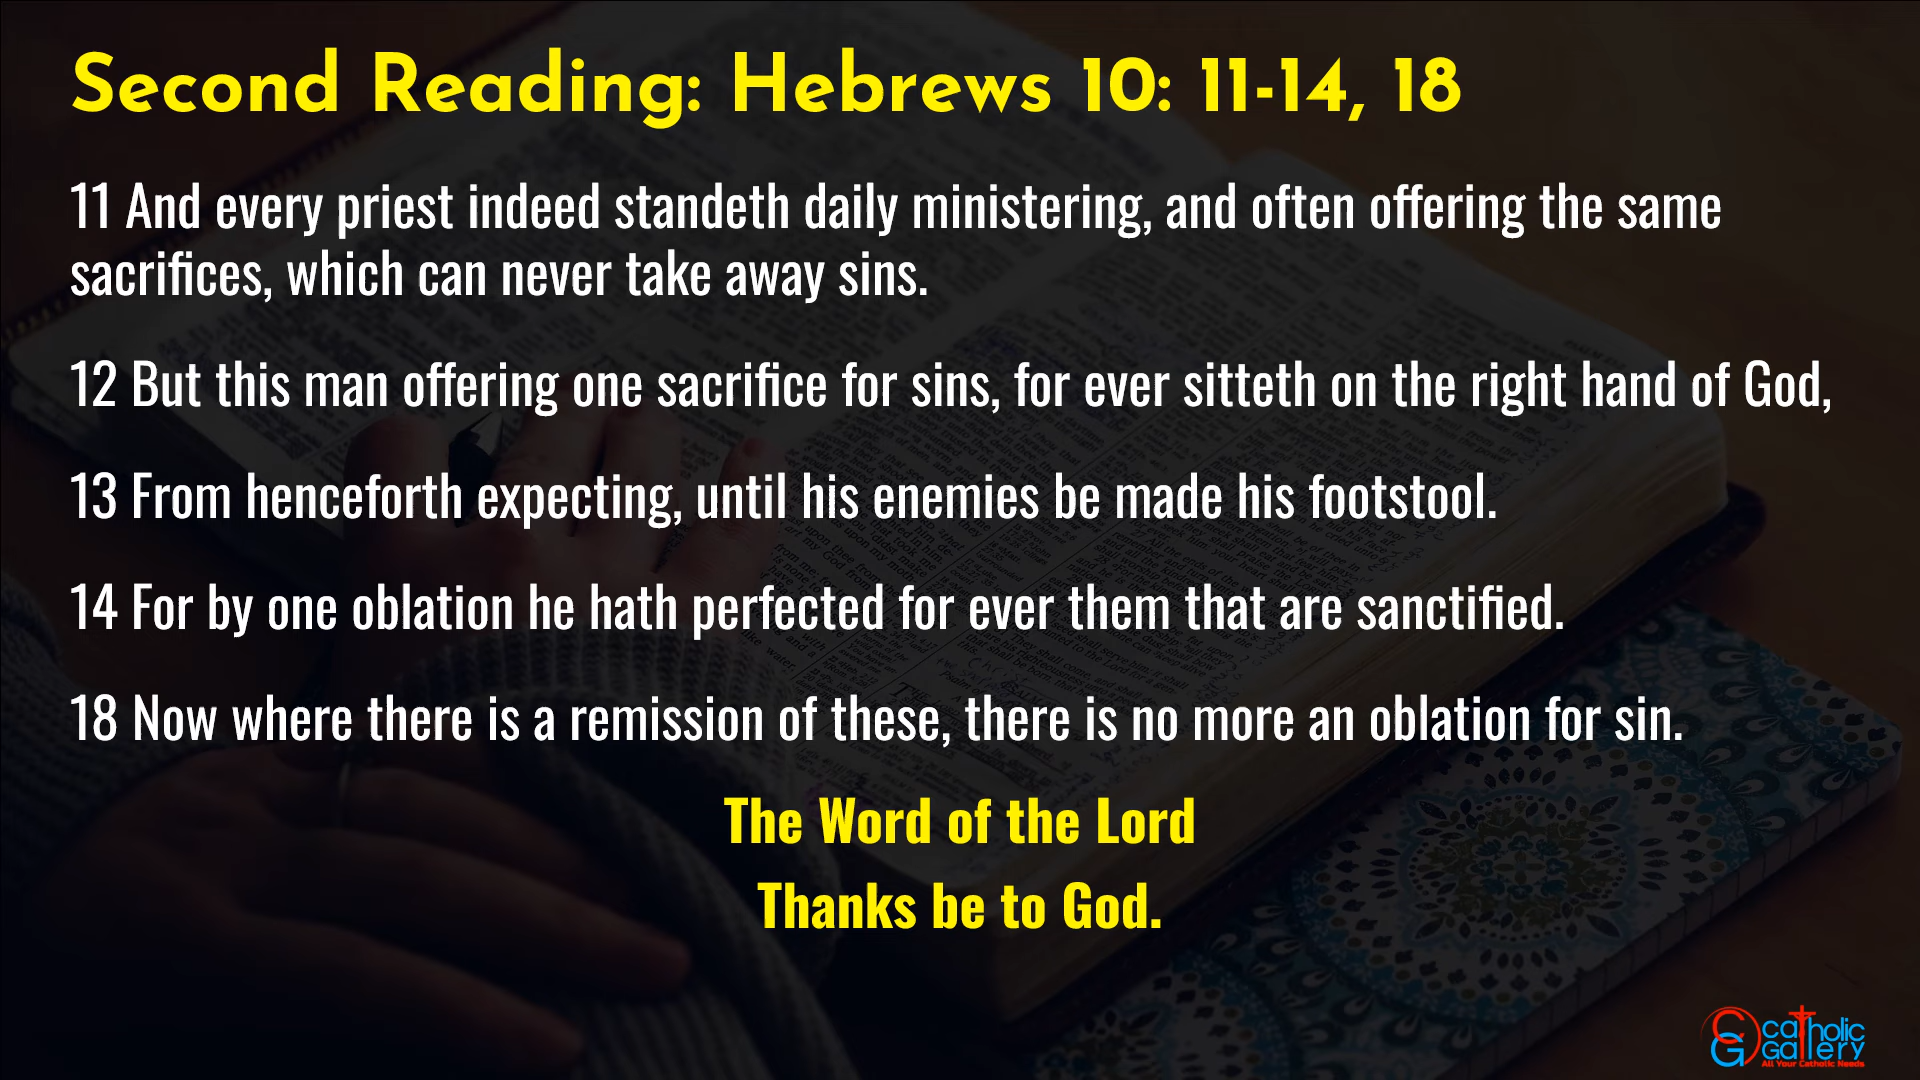 Second Reading: Hebrews 10: 11-14, 18
11 And every priest indeed standeth daily ministering, and often offering the same
sacrifices, which can never take away sins.
12 But this man offering one sacrifice for sins, for ever sitteth on the right hand of God,
13 From henceforth expecting, until his enemies be made his footstool.
14 For by one oblation he hath perfected for ever them that are sanctified.
18 Now where there is a remission of these, there is no more an oblation for sin.
The Word of the Lord
Thanks be to God.
CG catholic
Gallery
All Your Catholic Needs